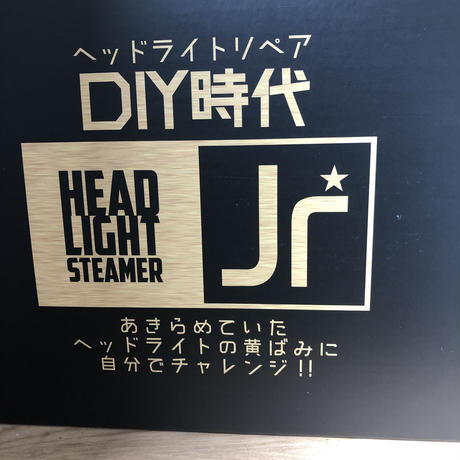 ヘッドライトリペア
DIY時代
HEAD
LIGHT
STEAMER
Jr
あきらめていた
ヘッドライトの黄ばみに
自分でチャレンジ!!